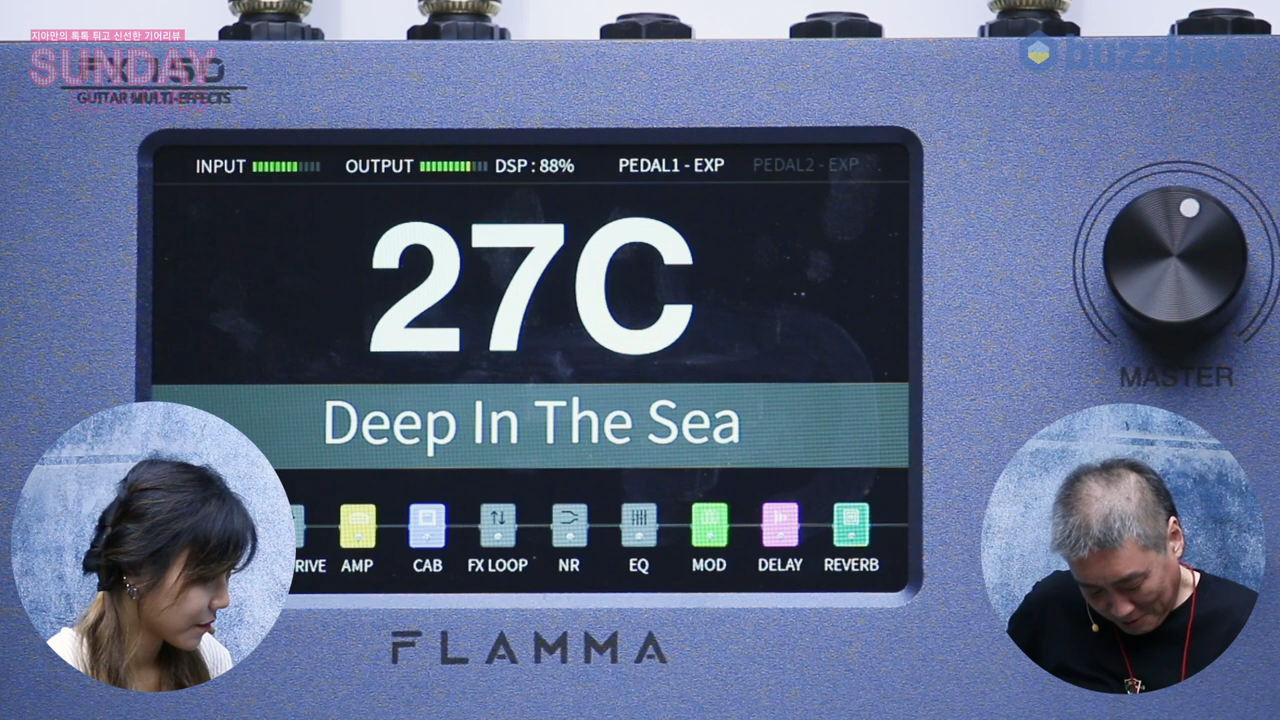 지아만의 톡톡 튀고 신선한 기어리뷰
SUNDAY
FX150
GUITAR MULTI-EFFECTS
buzzbee
INPUT OUTPUT DSP : 88% PEDAL1 - EXP PEDAL2 - EXP
27C
Deep In The Sea
RIVE AMP CAB FX LOOP NR EQ MOD DELAY REVERB
MASTER
FLAMMA